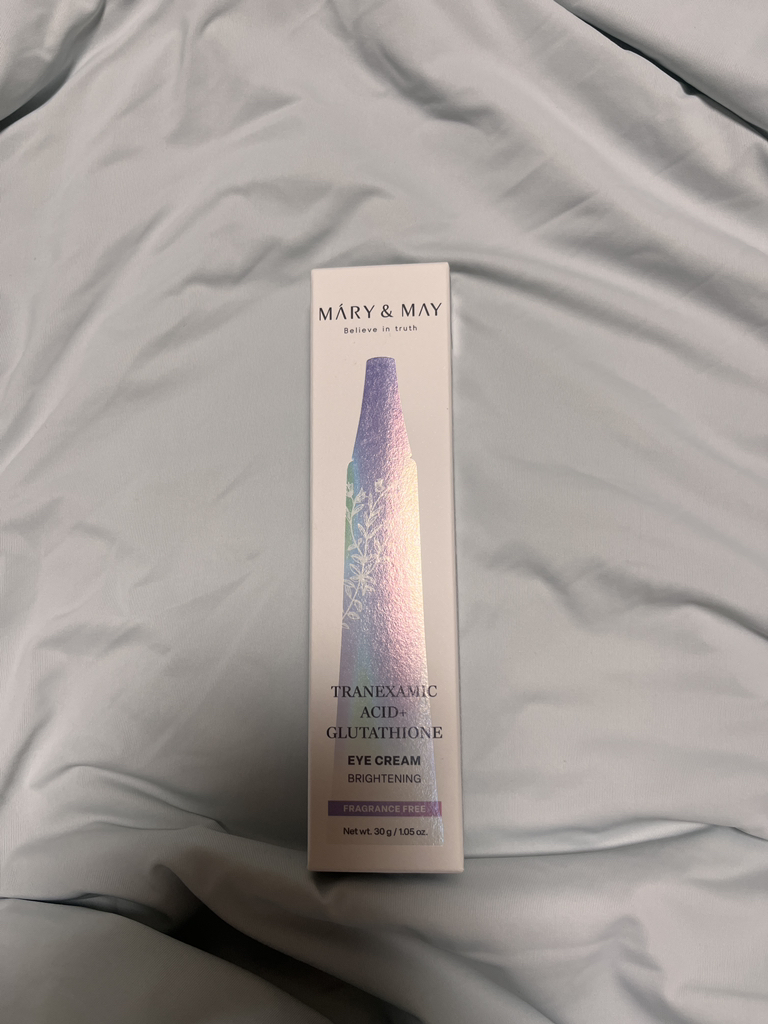 MÁRY & MAY
Believe in truth
TRANEXAMIC
ACID+
GLUTATHIONE
EYE CREAM
BRIGHTENING
FRAGRANCE FREE
Net wt. 30 g / 1.05 oz.